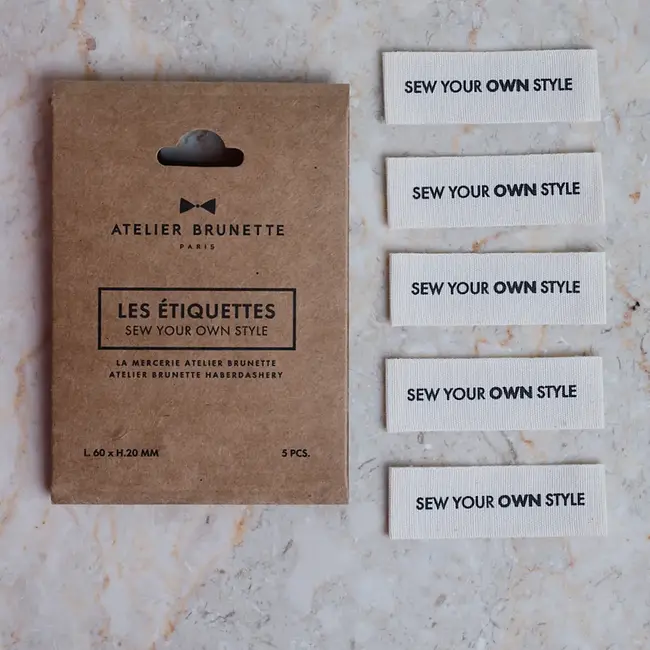 ATELIER BRUNETTE
PARIS
LES ÉTIQUETTES
SEW YOUR OWN STYLE
LA MERCERIE ATELIER BRUNETTE
ATELIER BRUNETTE HABERDASHERY
L. 60 x H.20 MM
5 PCS.
SEW YOUR OWN STYLE
SEW YOUR OWN STYLE
SEW YOUR OWN STYLE
SEW YOUR OWN STYLE
SEW YOUR OWN STYLE